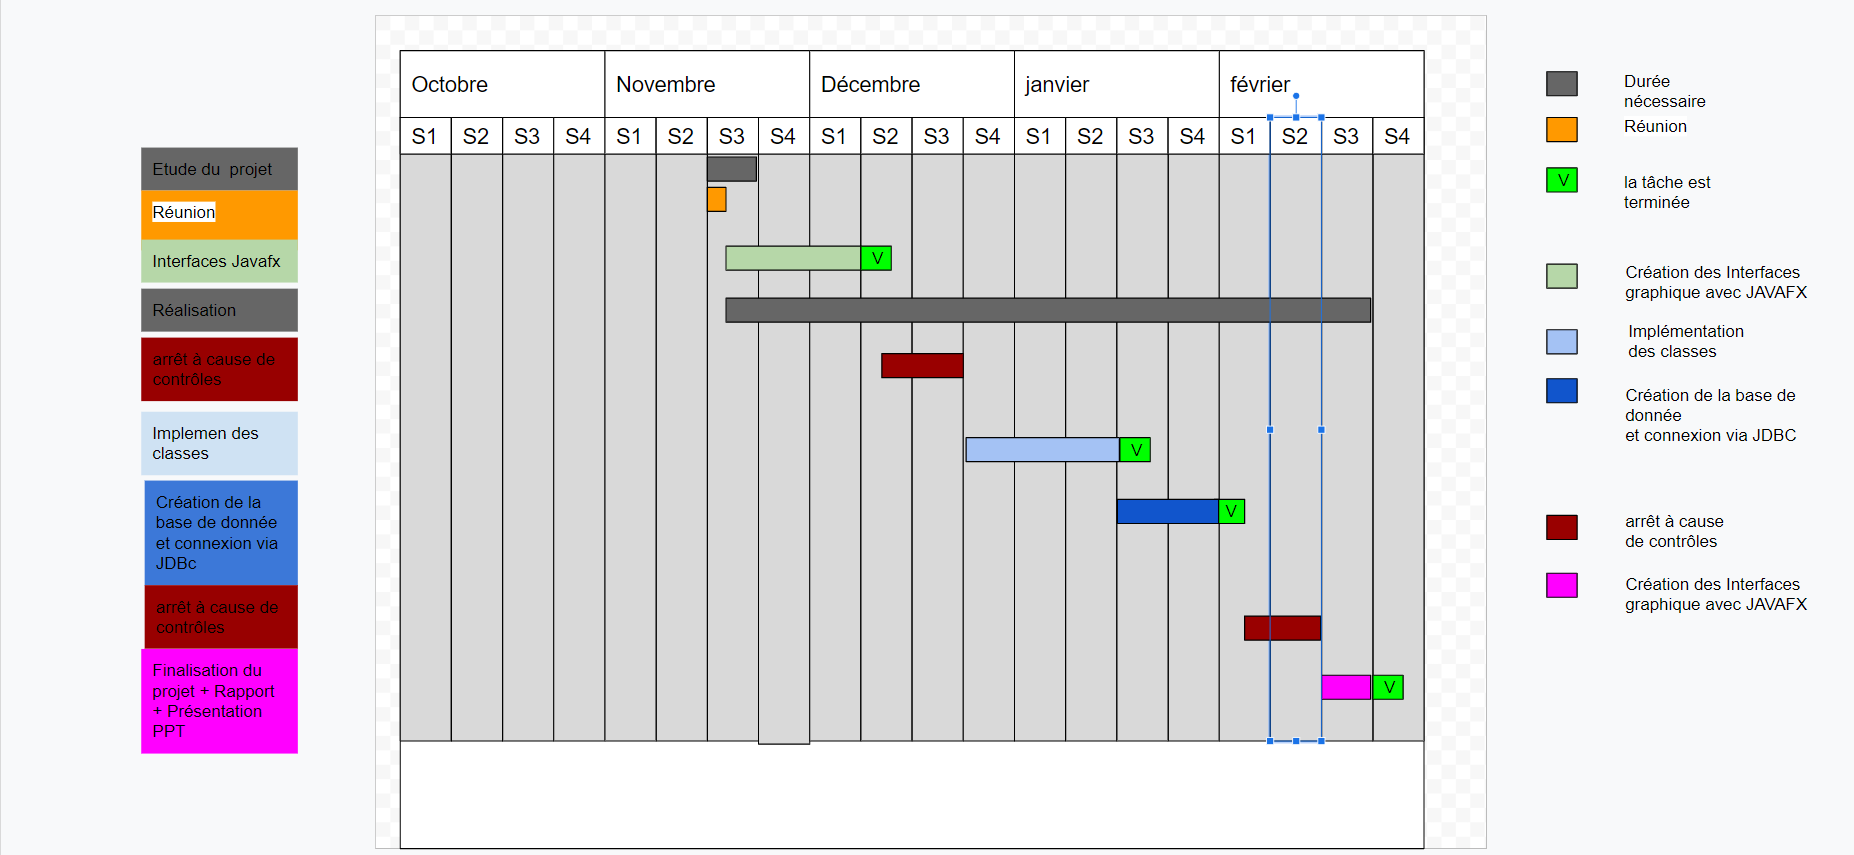 Octobre
Novembre
Décembre
janvier
février
S1 S2 S3 S4 S1 S2 S3 S4 S1 S2 S3 S4 S1 S2 S3 S4 S1 S2 S3 S4
Etude du projet
Réunion
Interfaces Javafx
Réalisation
arrêt à cause de
contrôles
Implemen des
classes
Création de la
base de donnée
et connexion via
JDBc
arrêt à cause de
contrôles
Finalisation du
projet + Rapport
+ Présentation
PPT
V
V
V
V
Durée
nécessaire
Réunion
V
la tâche est
terminée
Création des Interfaces
graphique avec JAVAFX
Implémentation
des classes
Création de la base de
donnée
et connexion via JDBC
arrêt à cause
de contrôles
Création des Interfaces
graphique avec JAVAFX